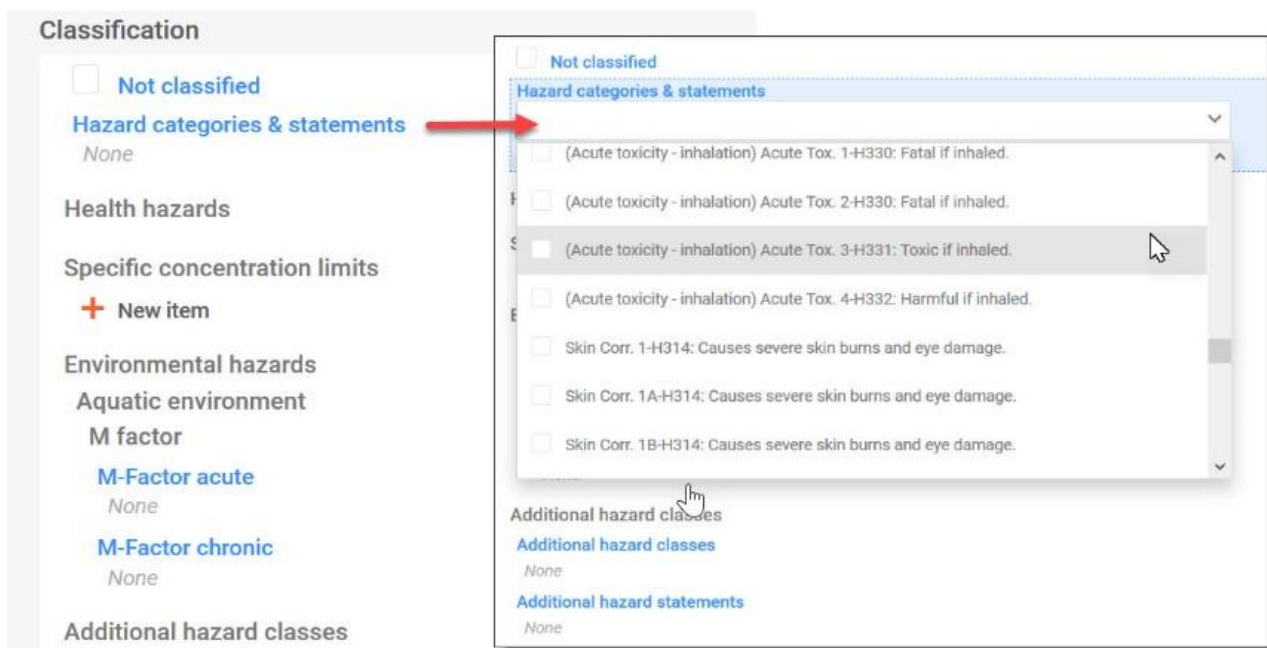 Classification
Not classified
Hazard categories & statements
None
Health hazards
Specific concentration limits
New item
Environmental hazards
Aquatic environment
M factor
M-Factor acute
None
M-Factor chronic
None
Additional hazard classes
Not classified
Hazard categories & statements
(Acute toxicity - inhalation) Acute Tox. 1-H330: Fatal if inhaled.
(Acute toxicity - inhalation) Acute Tox. 2-H330: Fatal if inhaled.
(Acute toxicity - inhalation) Acute Tox. 3-H331: Toxic if inhaled.
(Acute toxicity - inhalation) Acute Tox. 4-H332: Harmful if inhaled.
Skin Corr. 1-H314: Causes severe skin burns and eye damage.
Skin Corr. 1A-H314: Causes severe skin burns and eye damage.
Skin Corr. 1B-H314: Causes severe skin burns and eye damage.
Additional hazard classes
Additional hazard classes
None
Additional hazard statements
None